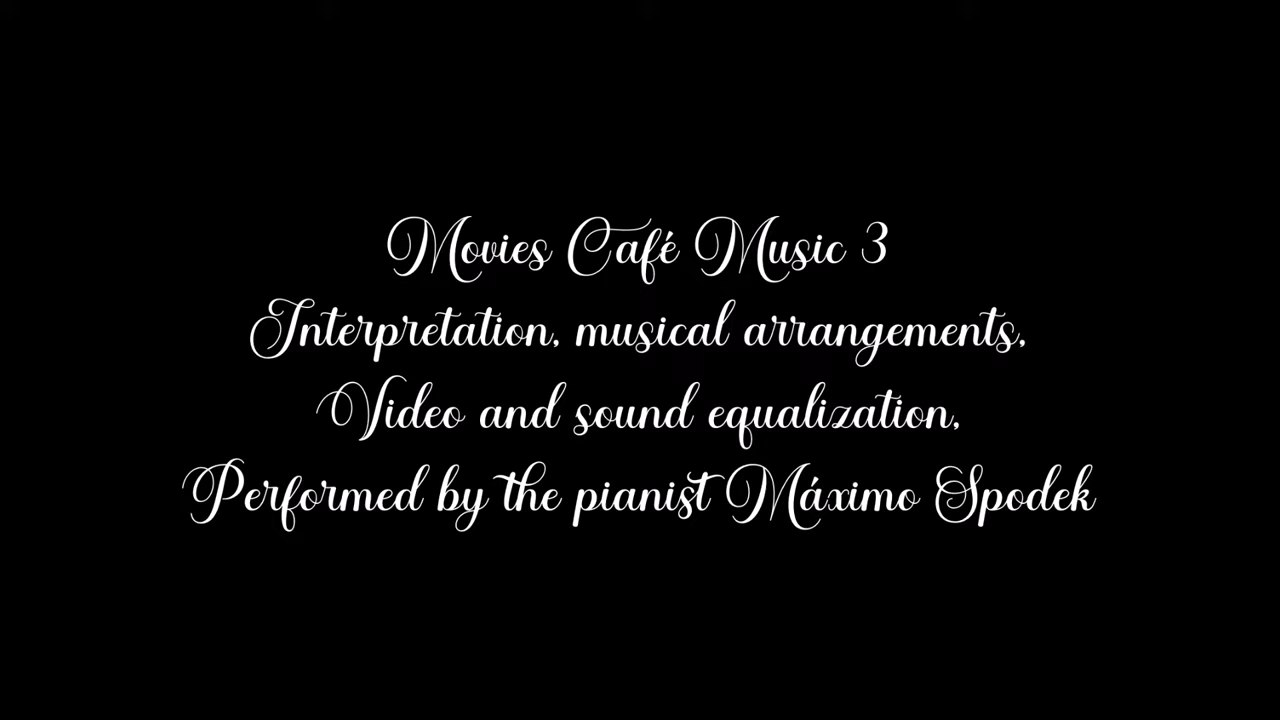 Movies Café Music 3
Interpretation, musical arrangements,
Video and sound equalization,
Performed by the pianist Máximo Spodek